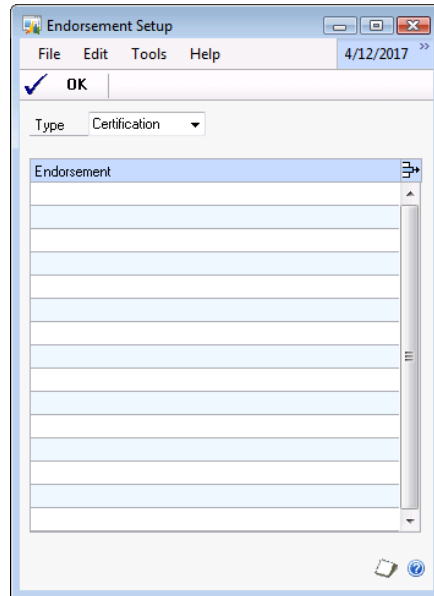 Endorsement Setup
File Edit Tools Help 4/12/2017 »
OK
Type Certification
Endorsement